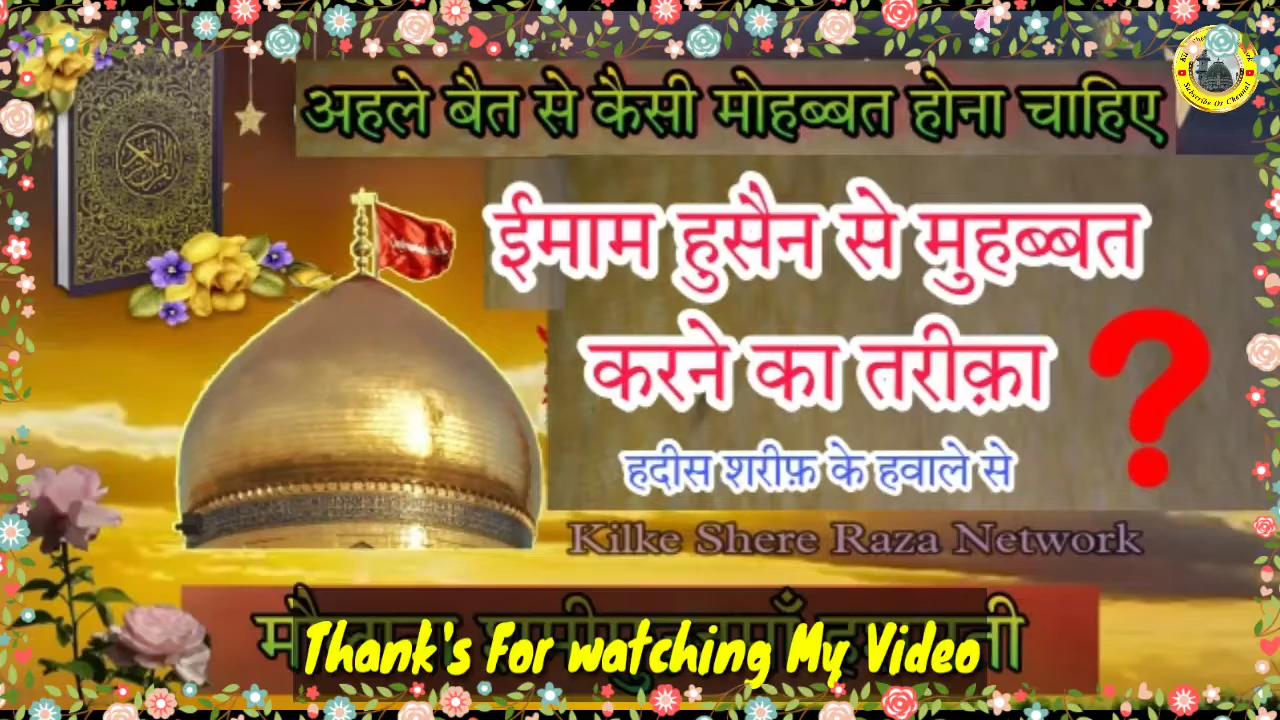 अहले बैत से कैसी मोहब्बत होना चाहिए
ईमाम हुसैन से मुहब्बत
करने का तरीक़ा ?
हदीस शरीफ़ के हवाले से
Kilke Shere Raza Network
Thank's For watching My Video